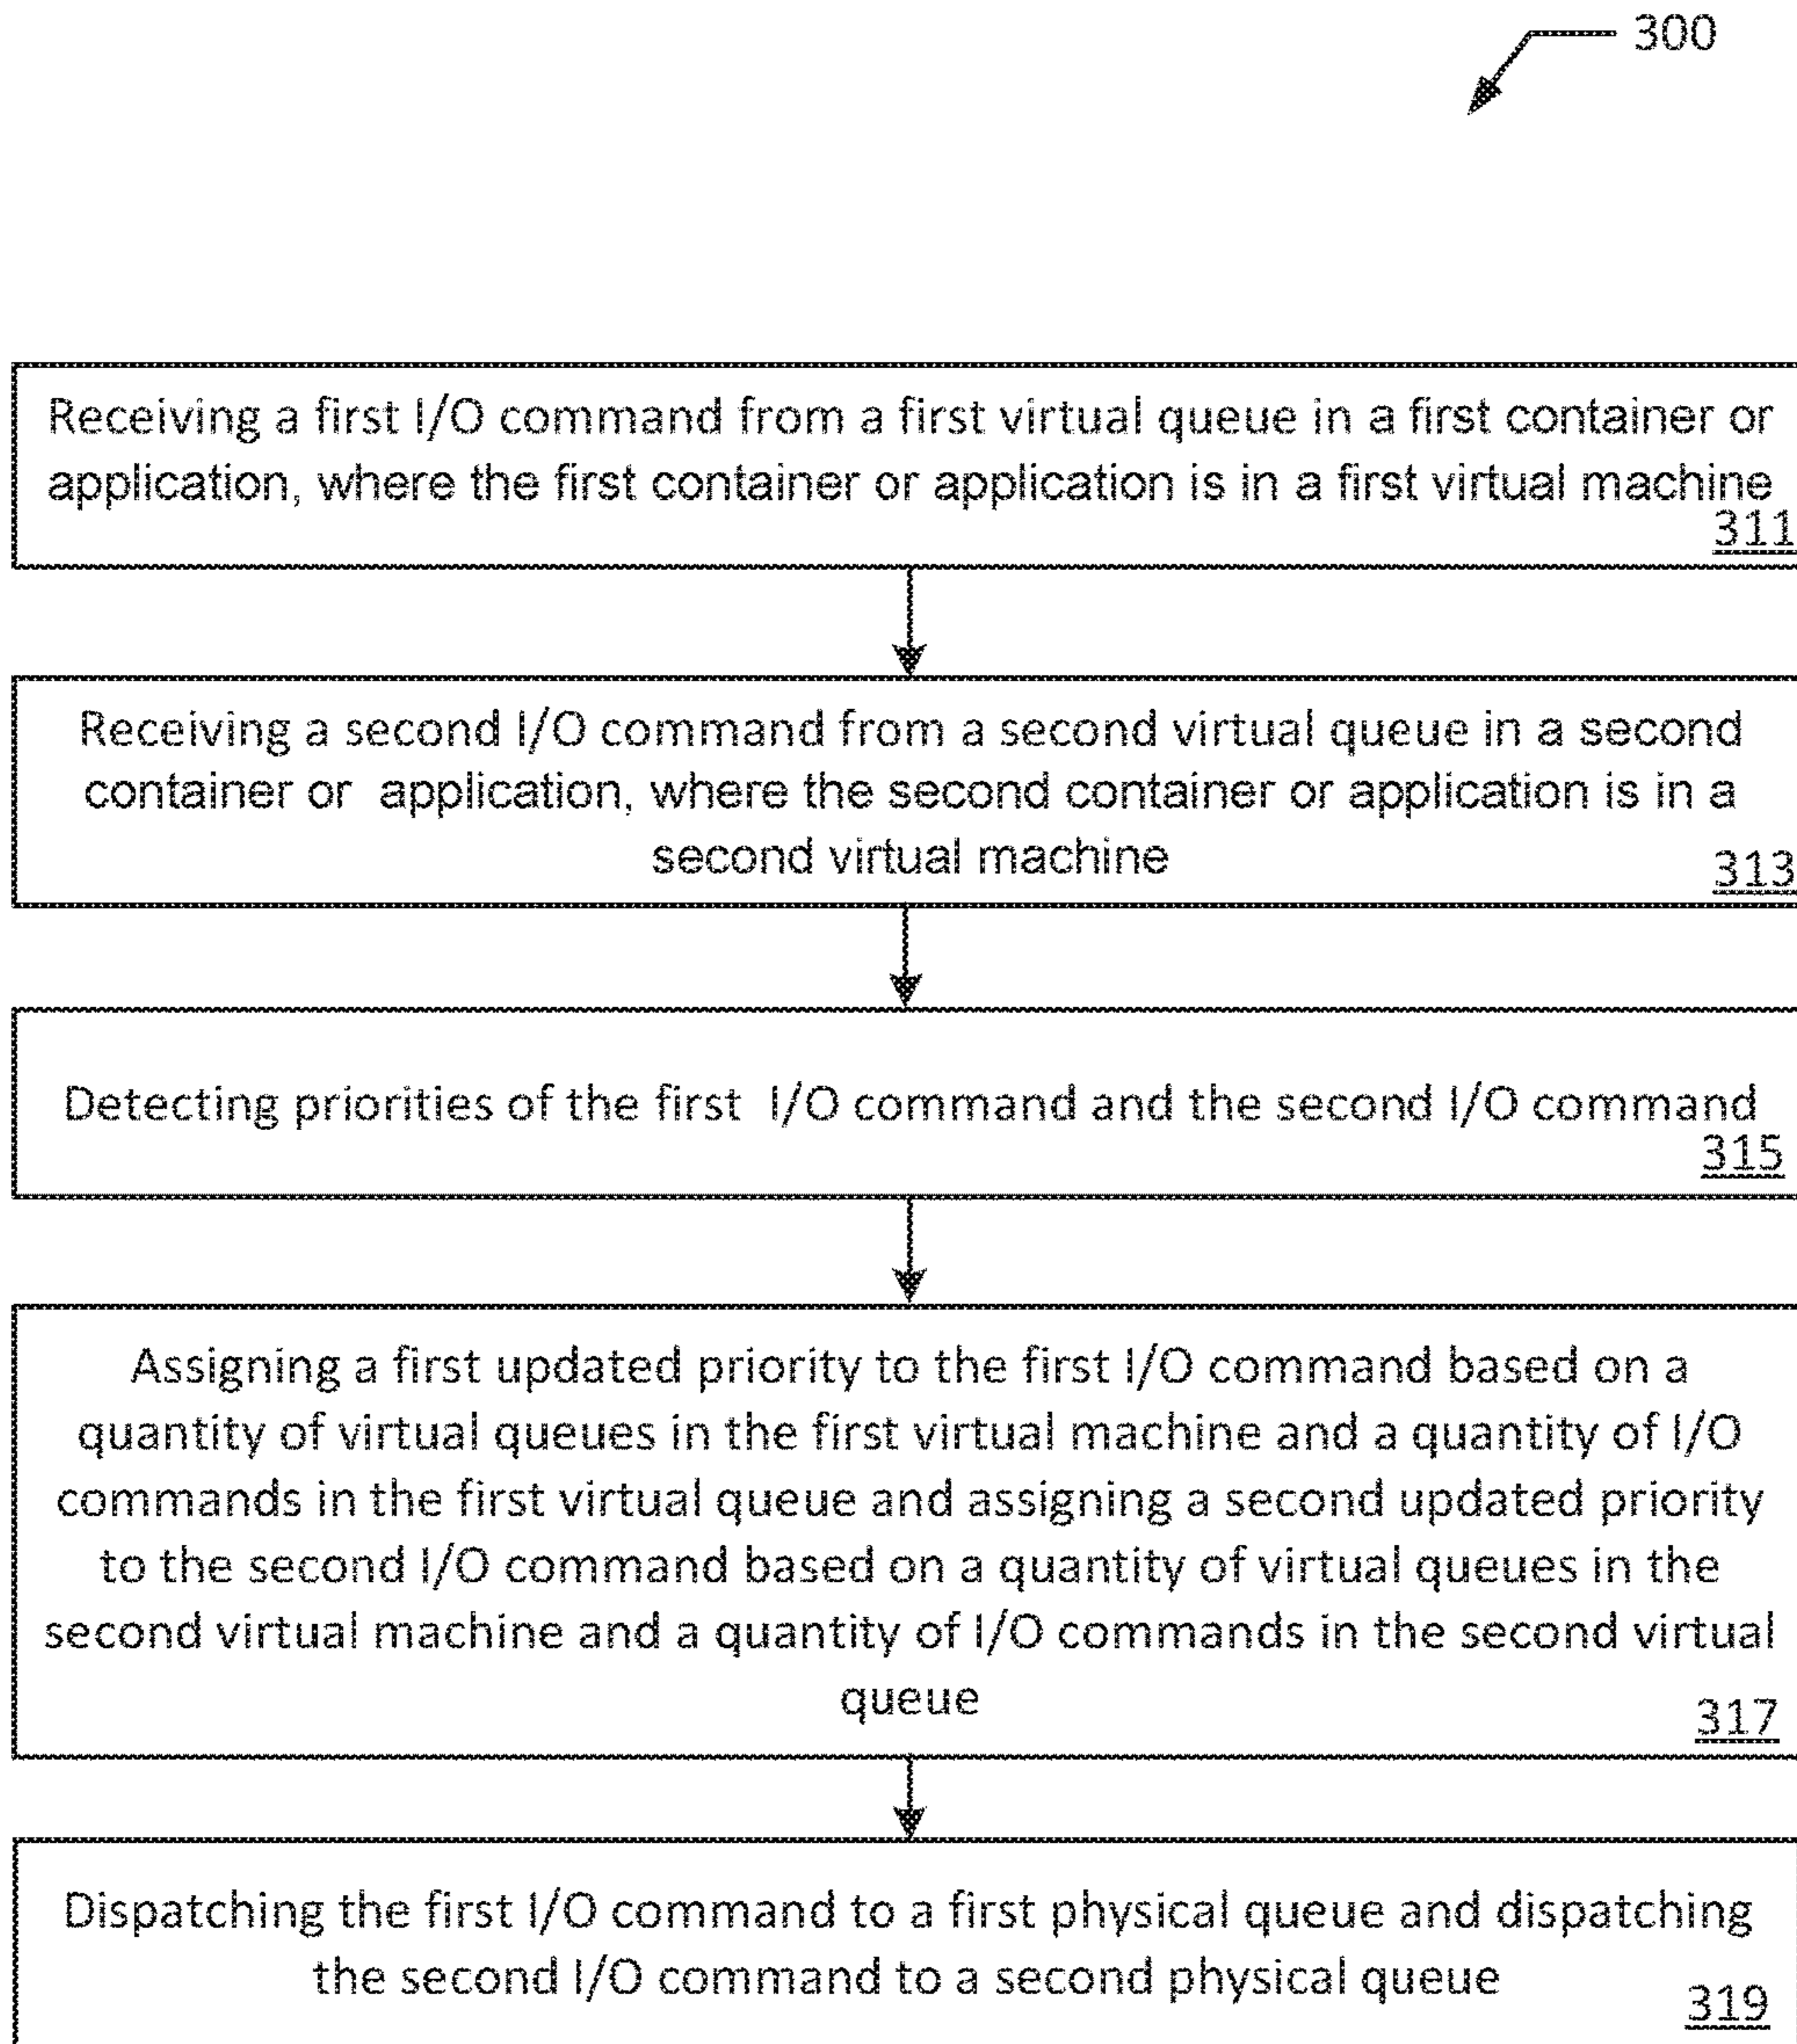 300
Receiving a first I/O command from a first virtual queue in a first container or
application, where the first container or application is in a first virtual machine
311
Receiving a second I/O command from a second virtual queue in a second
container or application, where the second container or application is in a
second virtual machine
313
Detecting priorities of the first I/O command and the second I/O command
315
Assigning a first updated priority to the first I/O command based on a
quantity of virtual queues in the first virtual machine and a quantity of I/O
commands in the first virtual queue and assigning a second updated priority
to the second I/O command based on a quantity of virtual queues in the
second virtual machine and a quantity of I/O commands in the second virtual
queue
317
Dispatching the first I/O command to a first physical queue and dispatching
the second I/O command to a second physical queue
319